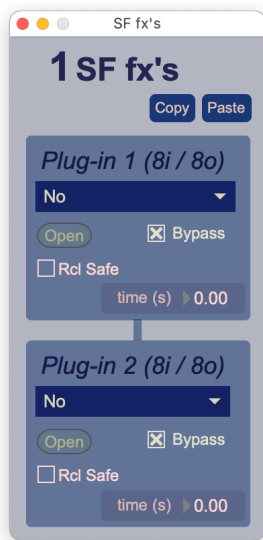 SF fx's
1 SF fx's
Copy Paste
Plug-in 1 (8i / 8o)
No
Open Bypass
Rcl Safe
time (s) 0.00
Plug-in 2 (8i / 8o)
No
Open Bypass
Rcl Safe
time (s) 0.00